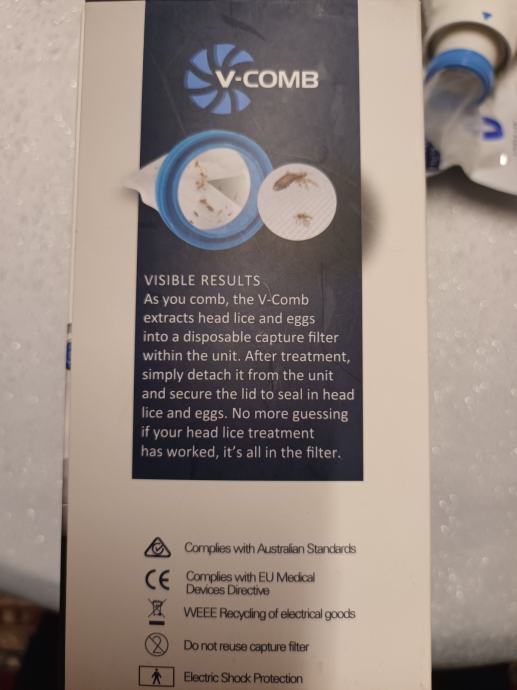 V-COMB
VISIBLE RESULTS
As you comb, the V-Comb
extracts head lice and eggs
into a disposable capture filter
within the unit. After treatment,
simply detach it from the unit
and secure the lid to seal in head
lice and eggs. No more guessing
if your head lice treatment
has worked, it's all in the filter.
Complies with Australian Standards
CE
Complies with EU Medical
Devices Directive
WEEE Recycling of electrical goods
2
Do not reuse capture filter
Electric Shock Protection